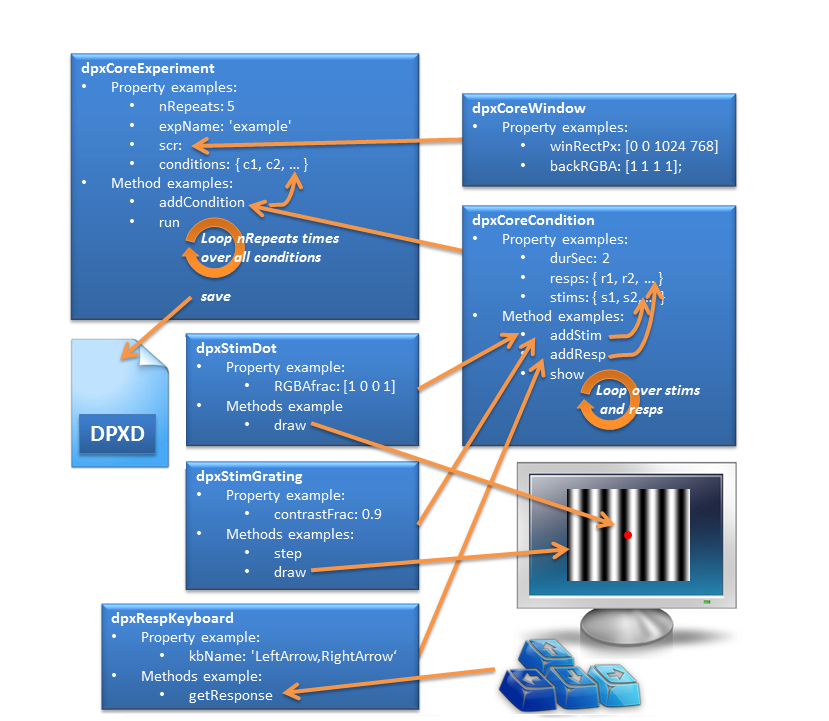 dpxCoreExperiment
• Property examples:
• nRepeats: 5
• expName: 'example'
• scr:
• conditions: { c1, c2, ... }
• Method examples:
• addCondition
• run
Loop nRepeats times
over all conditions
save
DPXD
dpxCoreWindow
• Property examples:
• winRectPx: [0 0 1024 768]
• backRGBA: [1 1 1 1];
dpxCoreCondition
• Property examples:
• durSec: 2
• resps: { r1, r2, ... }
• stims: { s1, s2, ... }
• Method examples:
• addStim
• addResp
• show
Loop over stims
and resps
dpxStimDot
• Property example:
• RGBAfrac: [1 0 0 1]
• Methods example
• draw
dpxStimGrating
• Property example:
• contrastFrac: 0.9
• Methods examples:
• step
• draw
dpxRespKeyboard
• Property example:
• kbName: 'LeftArrow,RightArrow‘
• Methods example:
• getResponse